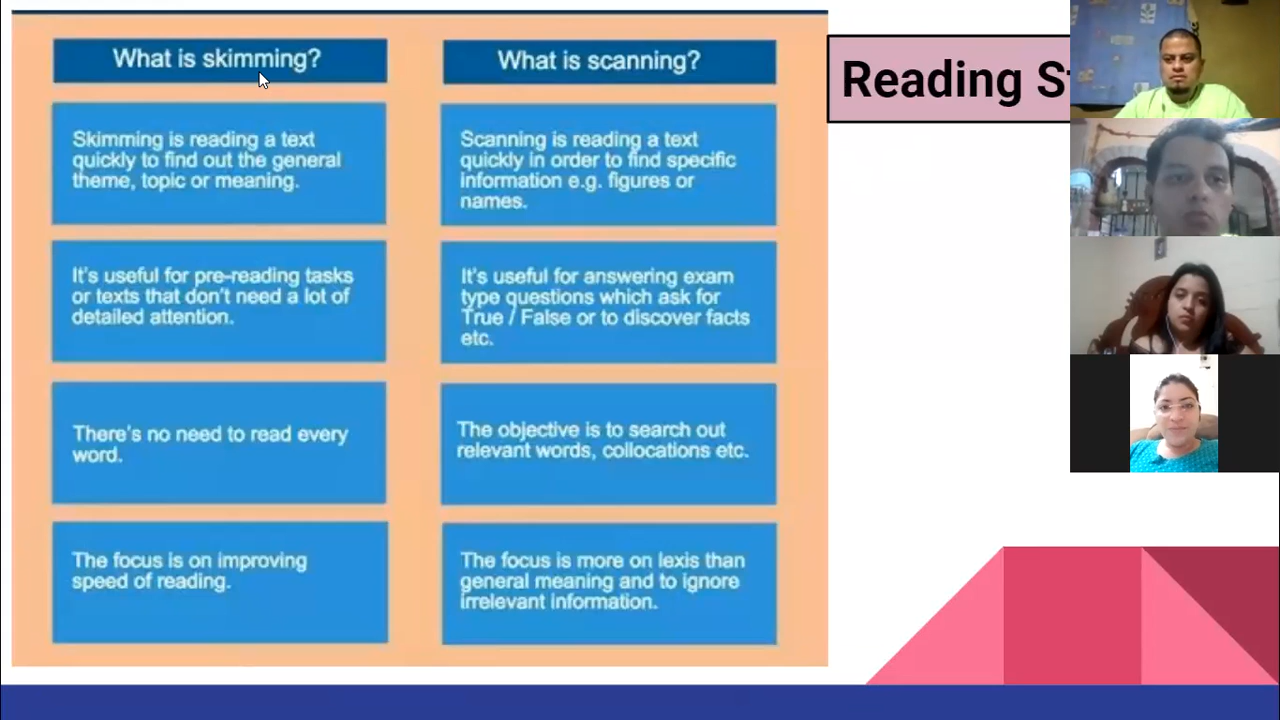 What is skimming?
Skimming is reading a text
quickly to find out the general
theme, topic or meaning.
It's useful for pre-reading tasks
or texts that don't need a lot of
detailed attention.
There's no need to read every
word.
The focus is on improving
speed of reading.
What is scanning?
Scanning is reading a text
quickly in order to find specific
information e.g. figures or
names.
It's useful for answering exam
type questions which ask for
True / False or to discover facts
etc.
The objective is to search out
relevant words, collocations etc.
The focus is more on lexis than
general meaning and to ignore
irrelevant information.
Reading